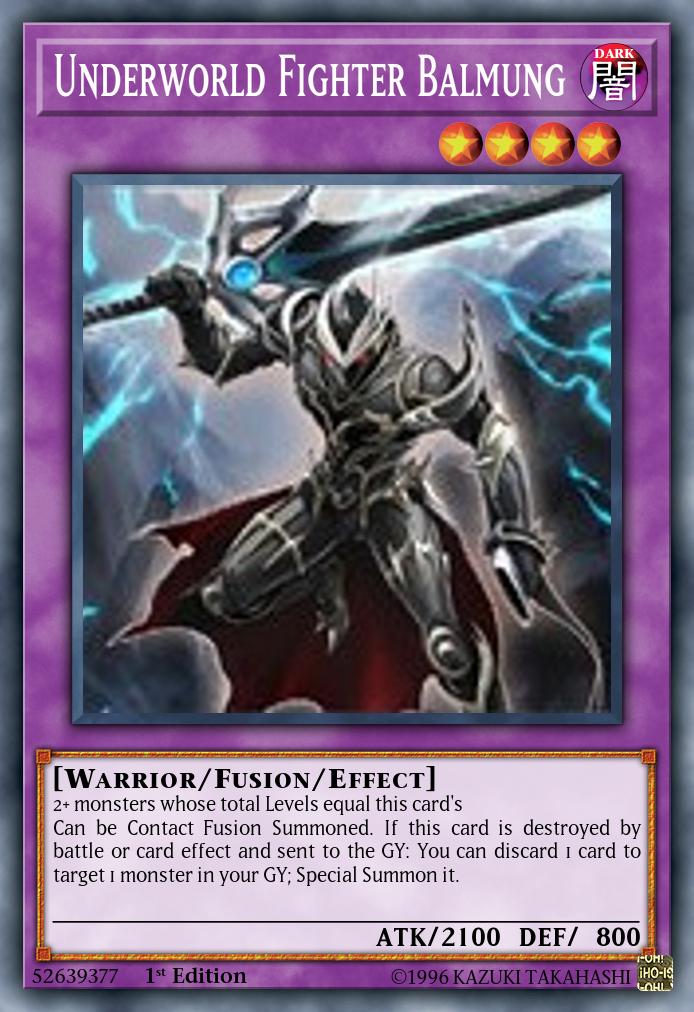 UNDERWORLD FIGHTER BALMUNG
DARK
闇
[WARRIOR/FUSION/EFFECT]
2+ monsters whose total Levels equal this card's
Can be Contact Fusion Summoned. If this card is destroyed by
battle or card effect and sent to the GY: You can discard 1 card to
target 1 monster in your GY; Special Summon it.
ATK/2100 DEF/ 800
52639377 1st Edition ©1996 KAZUKI TAKAHASHI